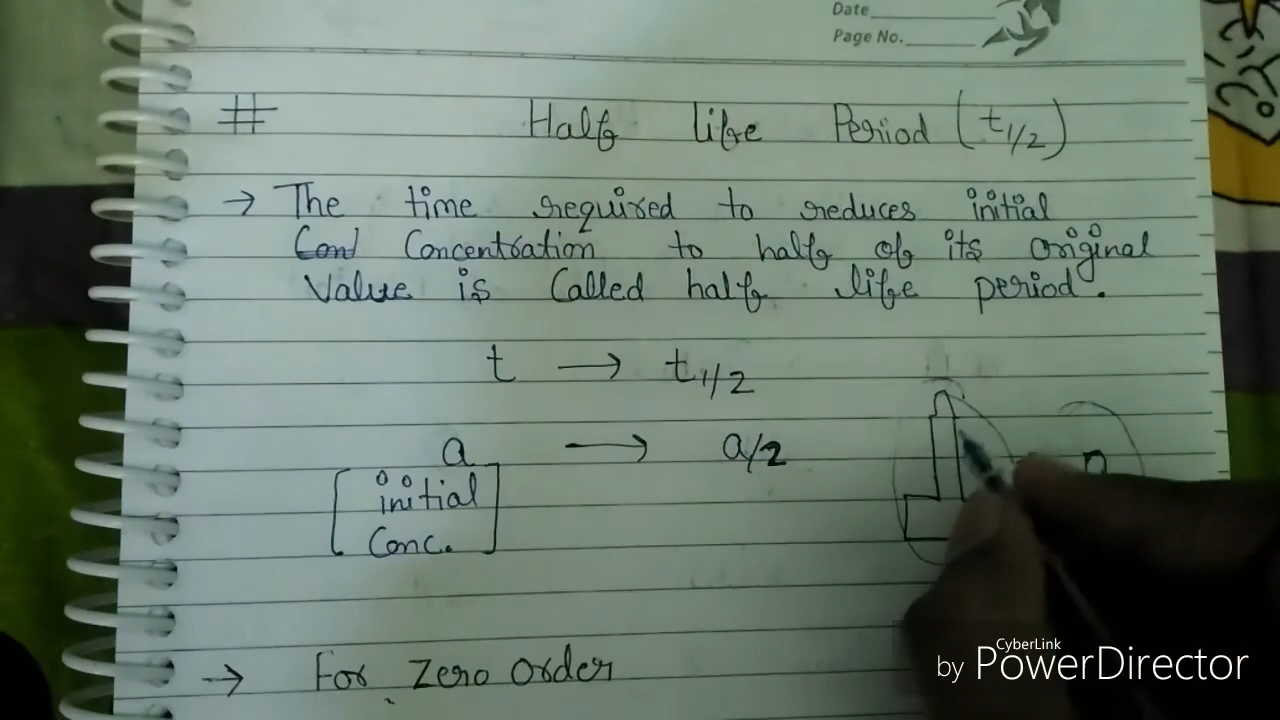 Date
Page No.
# Half life Period (t1/2)
→ The time required to reduces initial
Con Concentration to half of its original
Value is Called half life period.
t → t1/2
a → a/2
[initial
Conc.]
→ For Zero Order
CyberLink
by PowerDirector